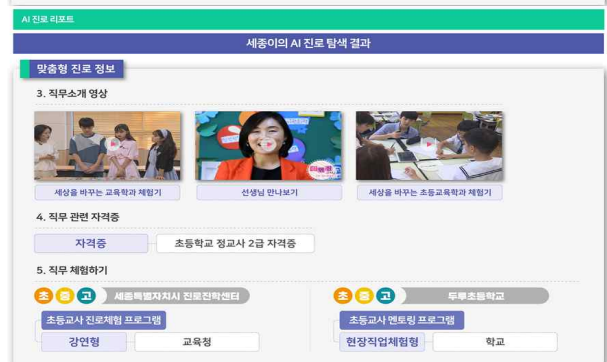 AI 진로 리포트
세종이의 AI 진로 탐색 결과
맞춤형 진로 정보
3. 직무소개 영상
세상을 바꾸는 교육학과 체험기
선생님 만나보기
세상을 바꾸는 초등교육학과 체험기
4. 직무 관련 자격증
자격증 초등학교 정교사 2급 자격증
5. 직무 체험하기
초 중 고 세종특별자치시 진로진학센터
초등교사 진로체험 프로그램
강연형 교육청
초 중 고 두루초등학교
초등교사 멘토링 프로그램
현장직업체험형 학교